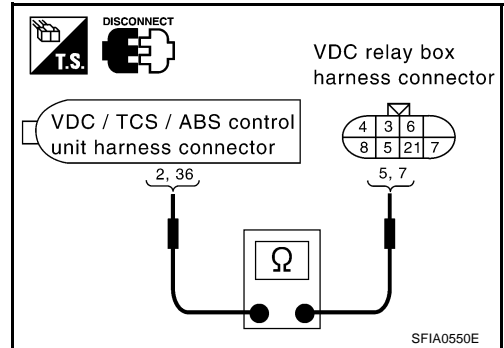 DISCONNECT
T.S.
VDC relay box
harness connector
VDC / TCS / ABS control
unit harness connector
4 3 6
8 5 21 7
2, 36
5, 7
Ω
SFIA0550E